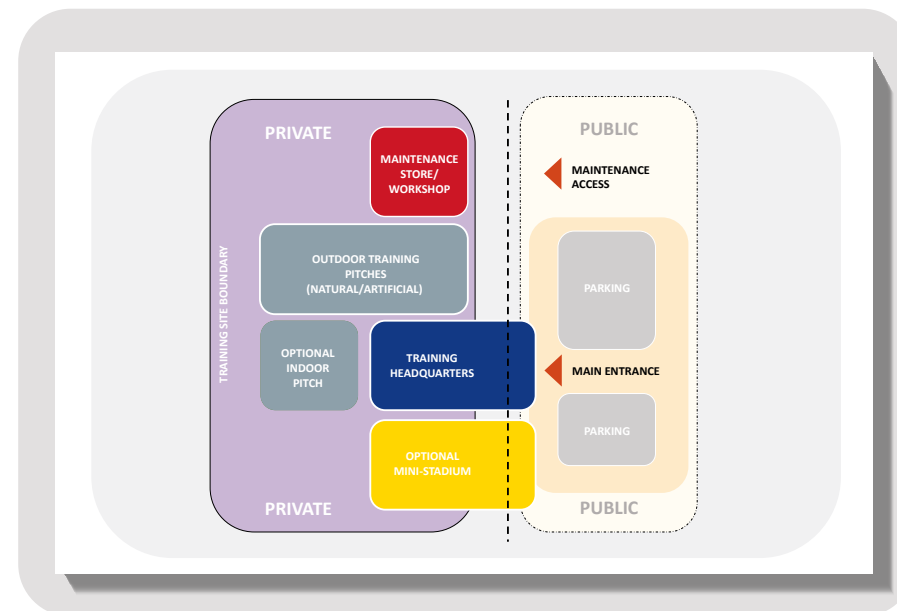 PRIVATE
PUBLIC
MAINTENANCE
STORE/
WORKSHOP
MAINTENANCE
ACCESS
TRAINING SITE BOUNDARY
OUTDOOR TRAINING
PITCHES
(NATURAL/ARTIFICIAL)
PARKING
OPTIONAL
INDOOR
PITCH
TRAINING
HEADQUARTERS
MAIN ENTRANCE
PARKING
OPTIONAL
MINI-STADIUM
PRIVATE
PUBLIC